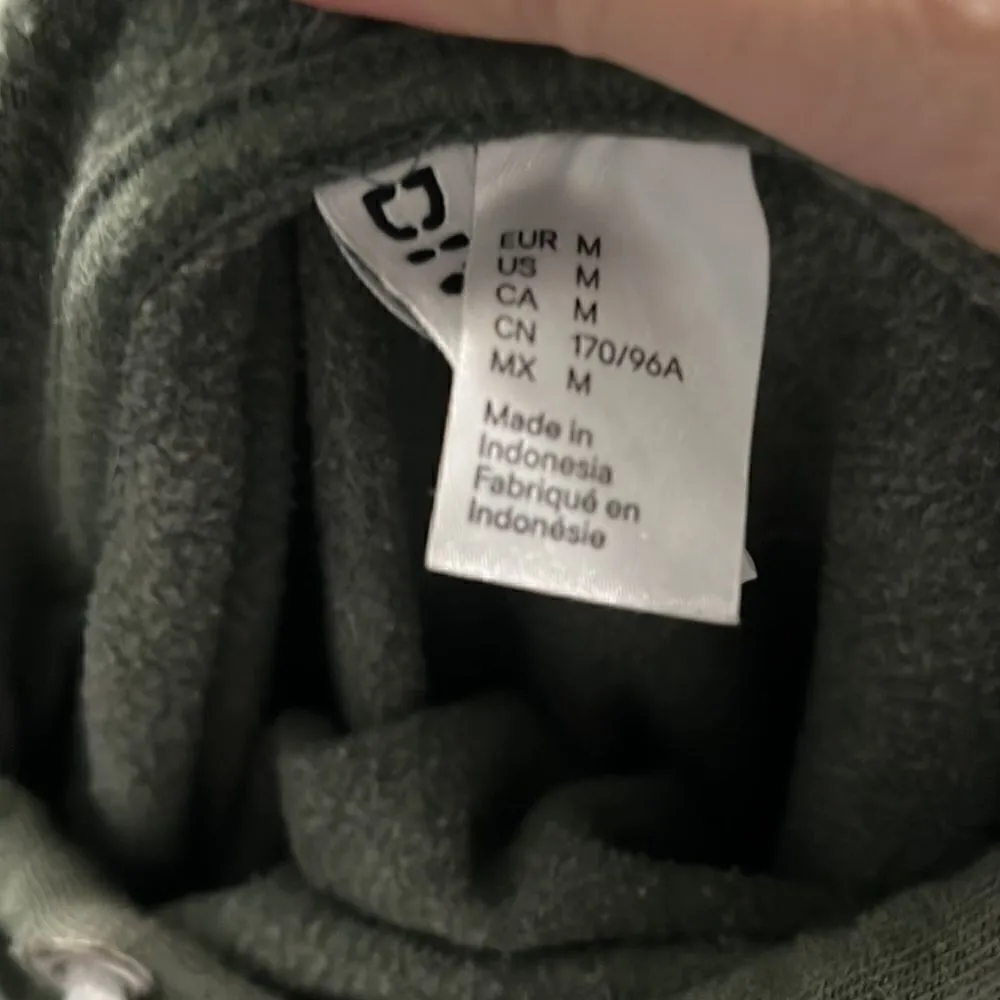 EUR M
US M
CA M
CN 170/96A
MX M
Made in
Indonesia
Fabriqué en
Indonésie